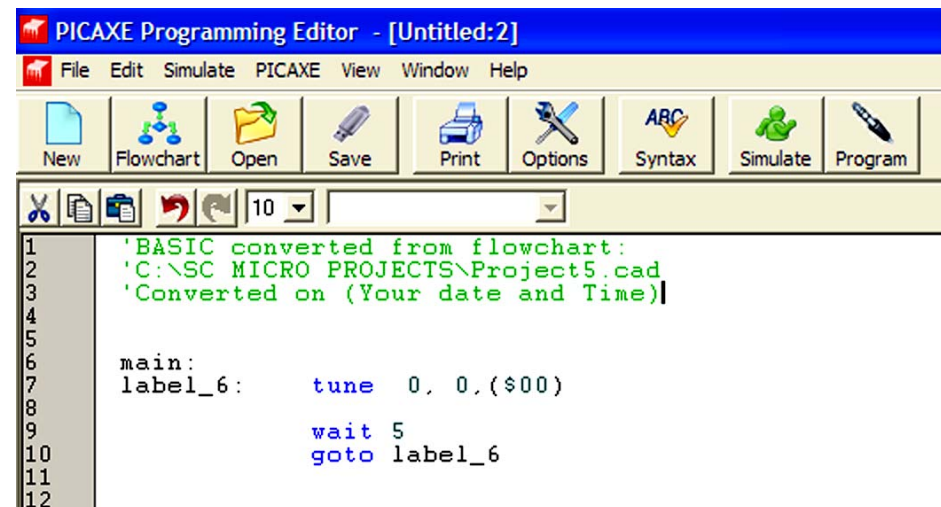 PICAXE Programming Editor - [Untitled:2]
File Edit Simulate PICAXE View Window Help
ABC
New Flowchart Open Save Print Options Syntax Simulate Program
10
1 'BASIC converted from flowchart:
2 'C:\SC MICRO PROJECTS\Project5.cad
3 'Converted on (Your date and Time)
4
5
6 main:
7 label_6: tune 0, 0,($00)
8
9 wait 5
10 goto label_6
11
12